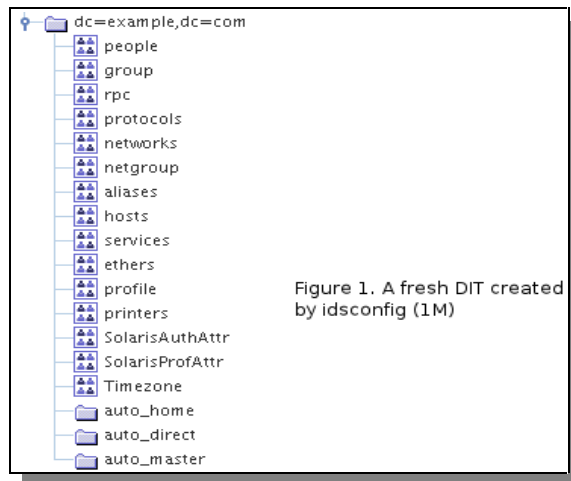 dc=example,dc=com
people
group
rpc
protocols
networks
netgroup
aliases
hosts
services
ethers
profile
printers
SolarisAuthAttr
SolarisProfAttr
Timezone
auto_home
auto_direct
auto_master
Figure 1. A fresh DIT created
by idsconfig (1M)